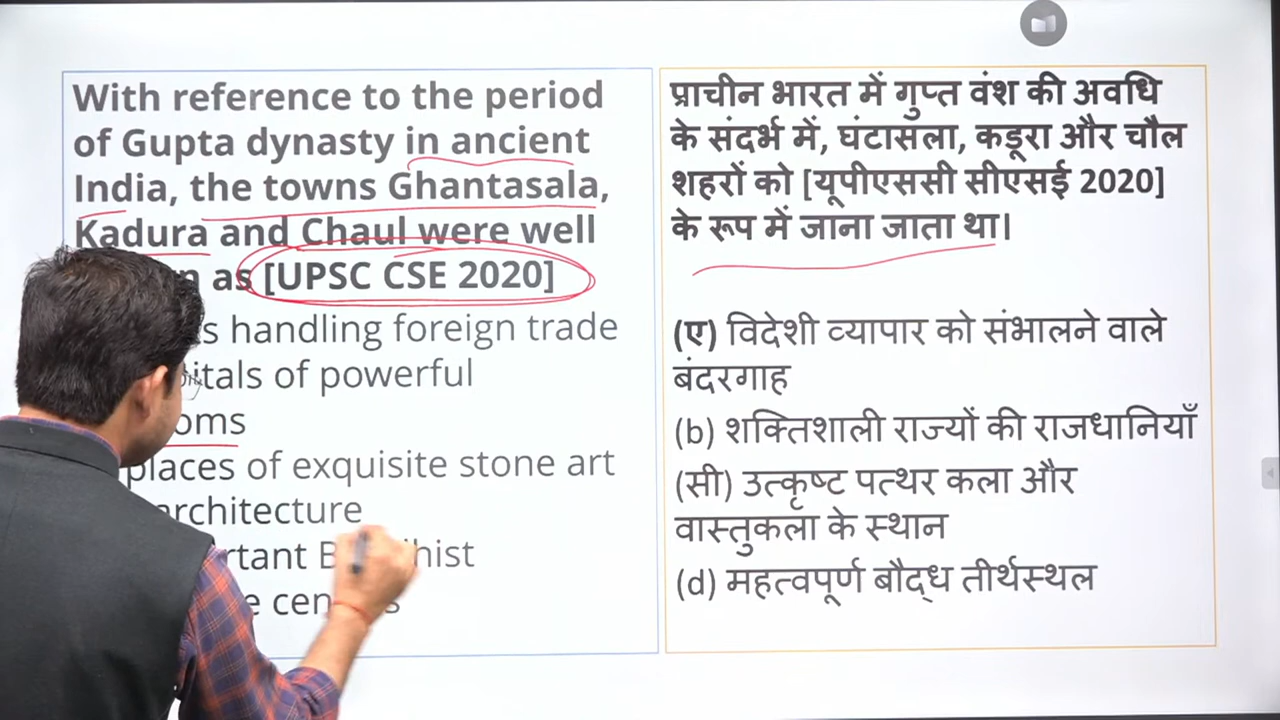 With reference to the period
of Gupta dynasty in ancient
India, the towns Ghantasala,
Kadura and Chaul were well
as [UPSC CSE 2020]
handling foreign trade
of powerful
places of exquisite stone art
architecture
प्राचीन भारत में गुप्त वंश की अवधि
के संदर्भ में, घंटासला, कडूरा और चौल
शहरों को [यूपीएससी सीएसई 2020]
के रूप में जाना जाता था।
(ए) विदेशी व्यापार को संभालने वाले
बंदरगाह
(b) शक्तिशाली राज्यों की राजधानियाँ
(सी) उत्कृष्ट पत्थर कला और
वास्तुकला के स्थान
(d) महत्वपूर्ण बौद्ध तीर्थस्थल